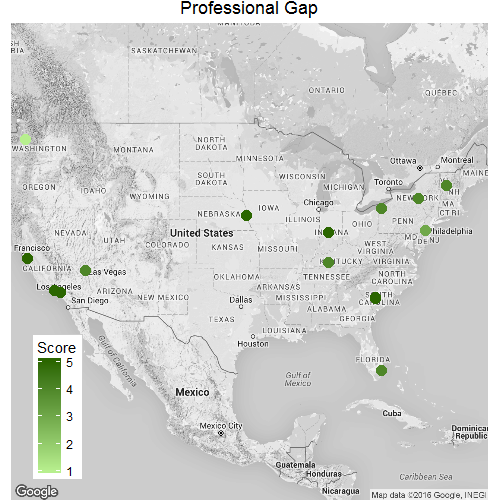 Professional Gap
SASKATCHEWAN
BRIA
ONTARIO
QUÉBEC
WASHINGTON
NORTH
DAKOTA
MONTANA
MINNESOTA
Ottawa
Montreal
MAINE
OREGON
IDAHO
SOUTH
DAKOTA
WISCONSIN
MICHIGAN
Toronto
NH
WYOMING
NEW YORK
MA
CT RI
Chicago
IOWA
NEBRASKA
ILLINOIS
INDIANA
OHIO
PENN
Philadelphia
NEVADA
UTAH
United States
MD
DE NJ
Francisco
COLORADO
KANSAS
MISSOURI
WEST
VIRGINIA
CALIFORNIA
Las Vegas
KENTUCKY
VIRGINIA
Los Angeles
ARIZONA
NEW MEXICO
OKLAHOMA
ARKANSAS
TENNESSEE
NORTH
CAROLINA
San Diego
Dallas
MISSISSIPPI
SOUTH
CAROLINA
TEXAS
ALABAMA
GEORGIA
LOUISIANA
Houston
Gulf of
California
FLORIDA
Gulf of
Mexico
Mexico
Cuba
Mexico City
Dominican
Republic
Guatemala
Honduras
Nicaragua
Caribbean Sea
Score
5
4
3
2
1
Google
Map data ©2016 Google, INEGI